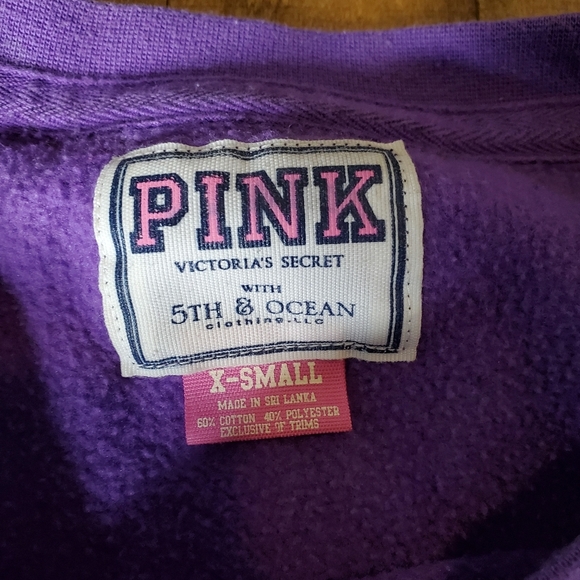 PINK
VICTORIA'S SECRET
WITH
5TH & OCEAN
clothing.LLC
X-SMALL
MADE IN SRI LANKA
60% COTTON 40% POLYESTER
EXCLUSIVE OF TRIMS